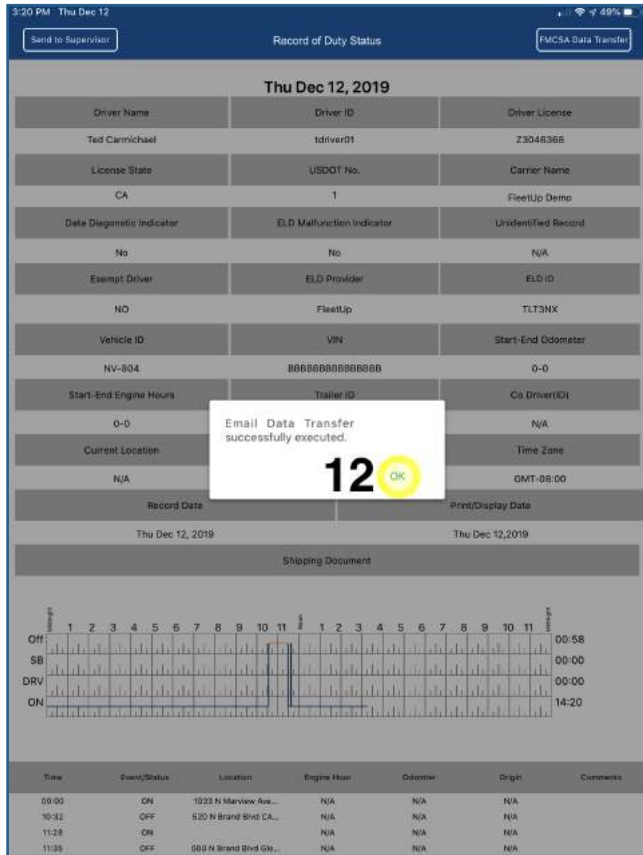 3:20 PM Thu Dec 12 49%
Send to Supervisor Record of Duty Status FMCSA Data Transfer
Thu Dec 12, 2019
Driver Name Driver ID Driver License
Ted Carmichael tdriver01 Z3046368
License State USDOT No. Carrier Name
CA 1 FleetUp Demo
Data Diagnostic Indicator ELD Malfunction Indicator Unidentified Record
No No N/A
Exempt Driver ELD Provider ELD ID
NO FleetUp TLT3NX
Vehicle ID VIN Start-End Odometer
NV-804 0-0
Start-End Engine Hours Trailer ID Co Driver(ID)
0-0 N/A
Email Data Transfer
successfully executed.
12 OK
Current Location Time Zone
N/A GMT-08:00
Record Date Print/Display Date
Thu Dec 12, 2019 Thu Dec 12,2019
Shipping Document
Midnight 1 2 3 4 5 6 7 8 9 10 11 Noon 1 2 3 4 5 6 7 8 9 10 11 Midnight
Off 00:58
SB 00:00
DRV 00:00
ON 14:20
Time Event/Status Location Engine Hour Odometer Origin Comments
09:00 ON 1033 N Marview Ave... N/A N/A N/A
10:32 OFF 520 N Brand Blvd CA... N/A N/A N/A
11:28 ON N/A N/A N/A
11:35 OFF N Brand Blvd Gle... N/A N/A N/A